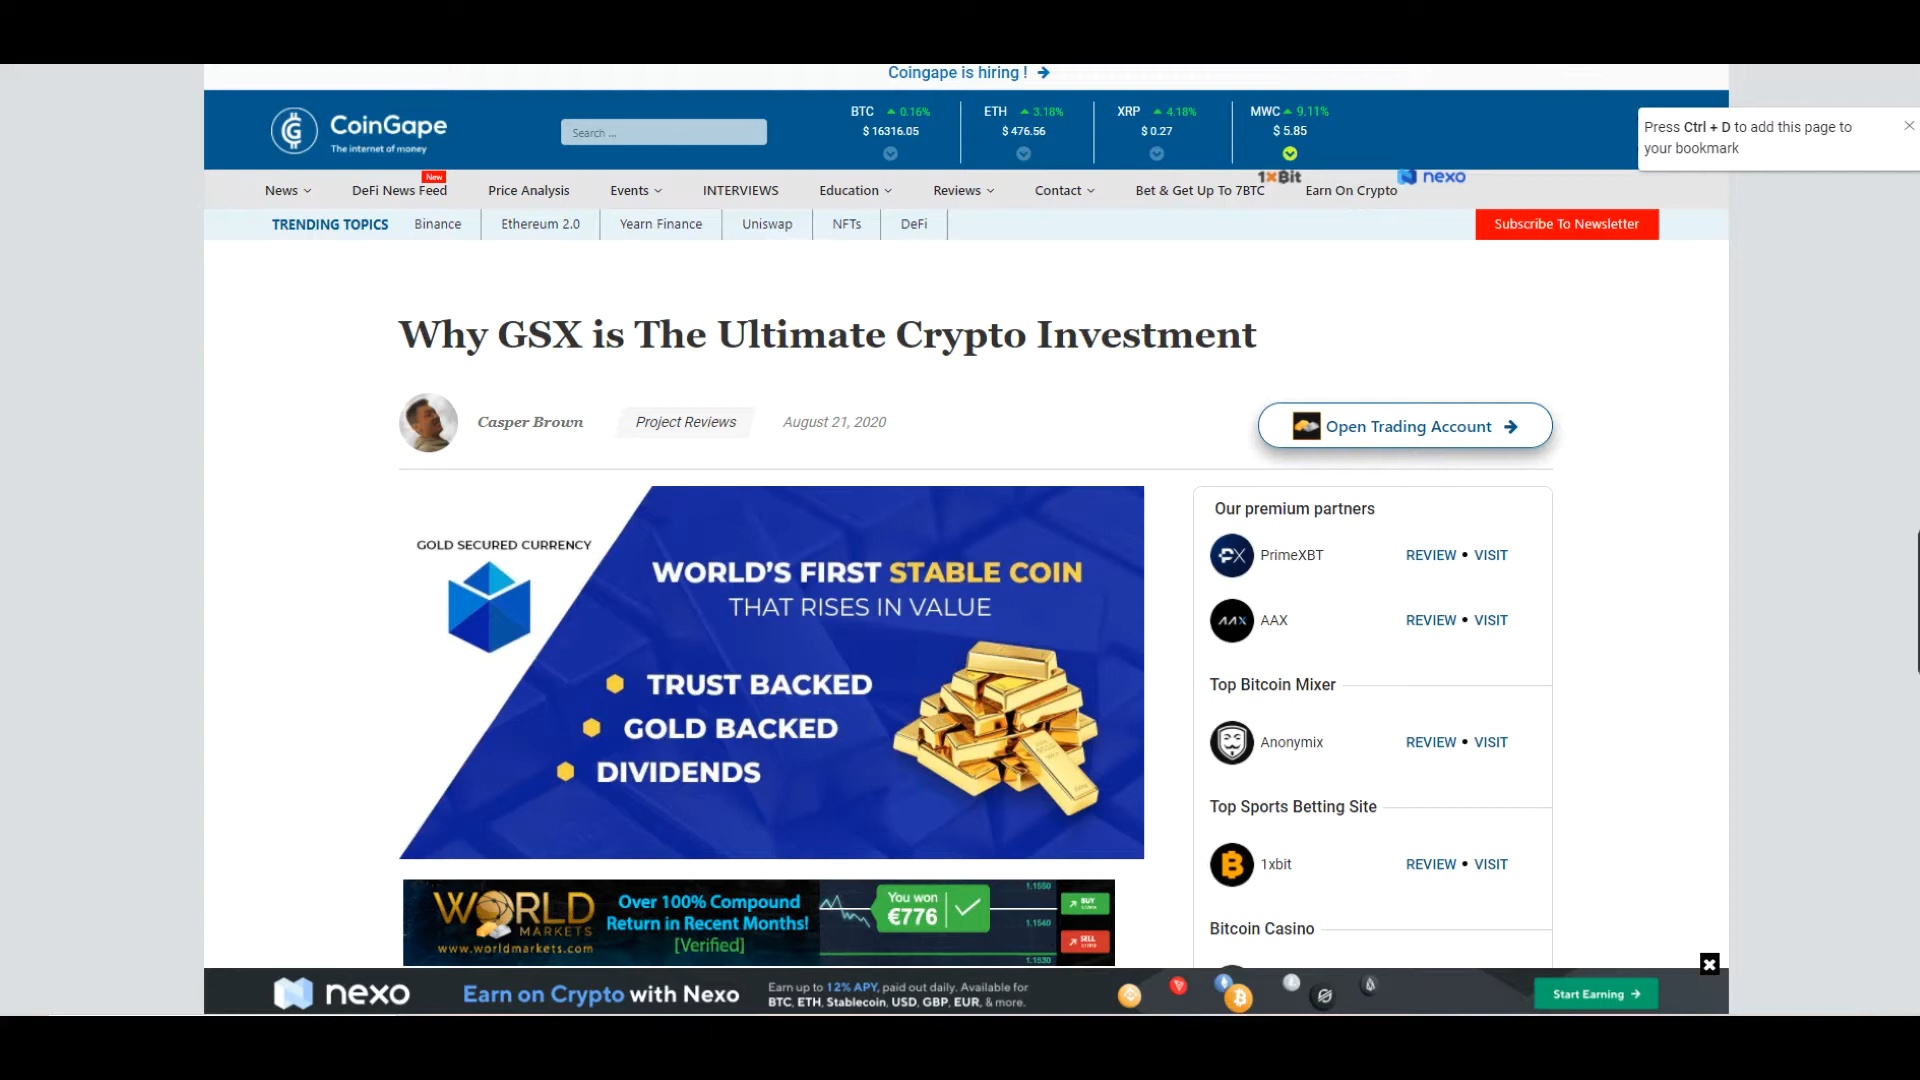 Coingape is hiring !
CoinGape
The internet of money
Search ...
BTC 0.16%
$ 16316.05
ETH 3.18%
$ 476.56
XRP 4.18%
$ 0.27
MWC 9.11%
$ 5.85
Press Ctrl + D to add this page to
your bookmark
News
New
DeFi News Feed
Price Analysis
Events
INTERVIEWS
Education
Reviews
Contact
Bet & Get Up To 7BTC
1xBit
Earn On Crypto
nexo
TRENDING TOPICS
Binance
Ethereum 2.0
Yearn Finance
Uniswap
NFTs
DeFi
Subscribe To Newsletter
Why GSX is The Ultimate Crypto Investment
Casper Brown
Project Reviews
August 21, 2020
Open Trading Account
GOLD SECURED CURRENCY
WORLD'S FIRST STABLE COIN
THAT RISES IN VALUE
TRUST BACKED
GOLD BACKED
DIVIDENDS
Our premium partners
PrimeXBT REVIEW • VISIT
AAX REVIEW • VISIT
Top Bitcoin Mixer
Anonymix REVIEW • VISIT
Top Sports Betting Site
1xbit REVIEW • VISIT
Bitcoin Casino
WORLD
MARKETS
www.worldmarkets.com
Over 100% Compound
Return in Recent Months!
[Verified]
You won
€776
1.1550
1.1540
1.1530
BUY
SELL
nexo
Earn on Crypto with Nexo
Earn up to 12% APY, paid out daily. Available for
BTC, ETH, Stablecoin, USD, GBP, EUR, & more.
Start Earning